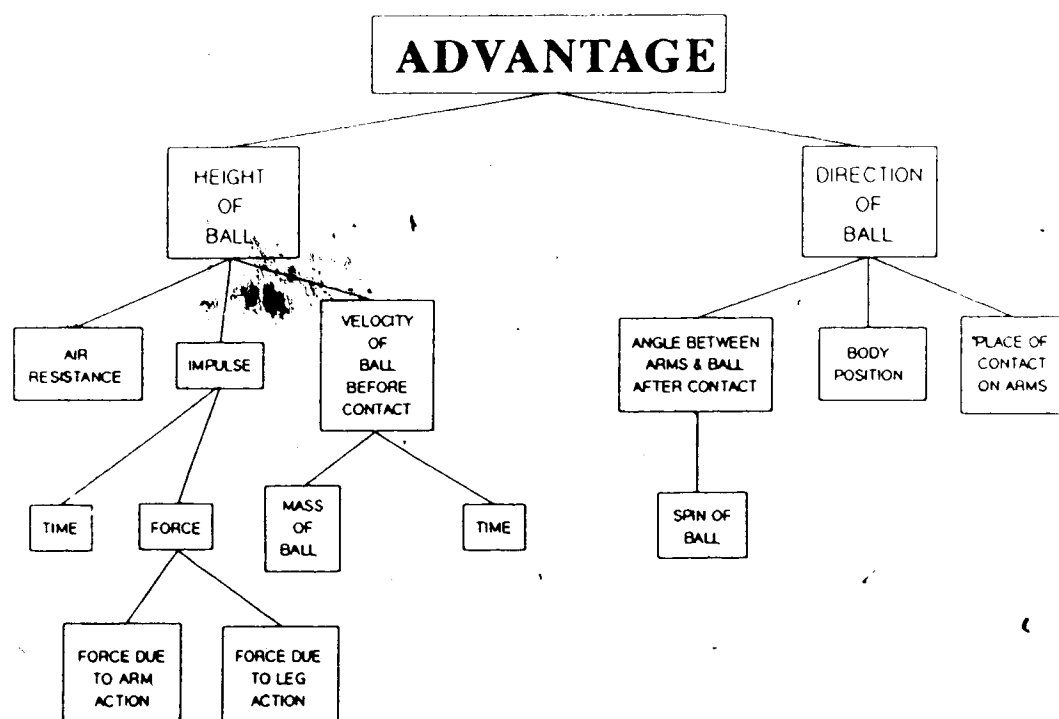 ADVANTAGE
HEIGHT
OF
BALL
DIRECTION
OF
BALL
AIR
RESISTANCE
IMPULSE
VELOCITY
OF
BALL
BEFORE
CONTACT
ANGLE BETWEEN
ARMS & BALL
AFTER CONTACT
BODY
POSITION
PLACE OF
CONTACT
ON ARMS
TIME
FORCE
MASS
OF
BALL
TIME
SPIN OF
BALL
FORCE DUE
TO ARM
ACTION
FORCE DUE
TO LEG
ACTION